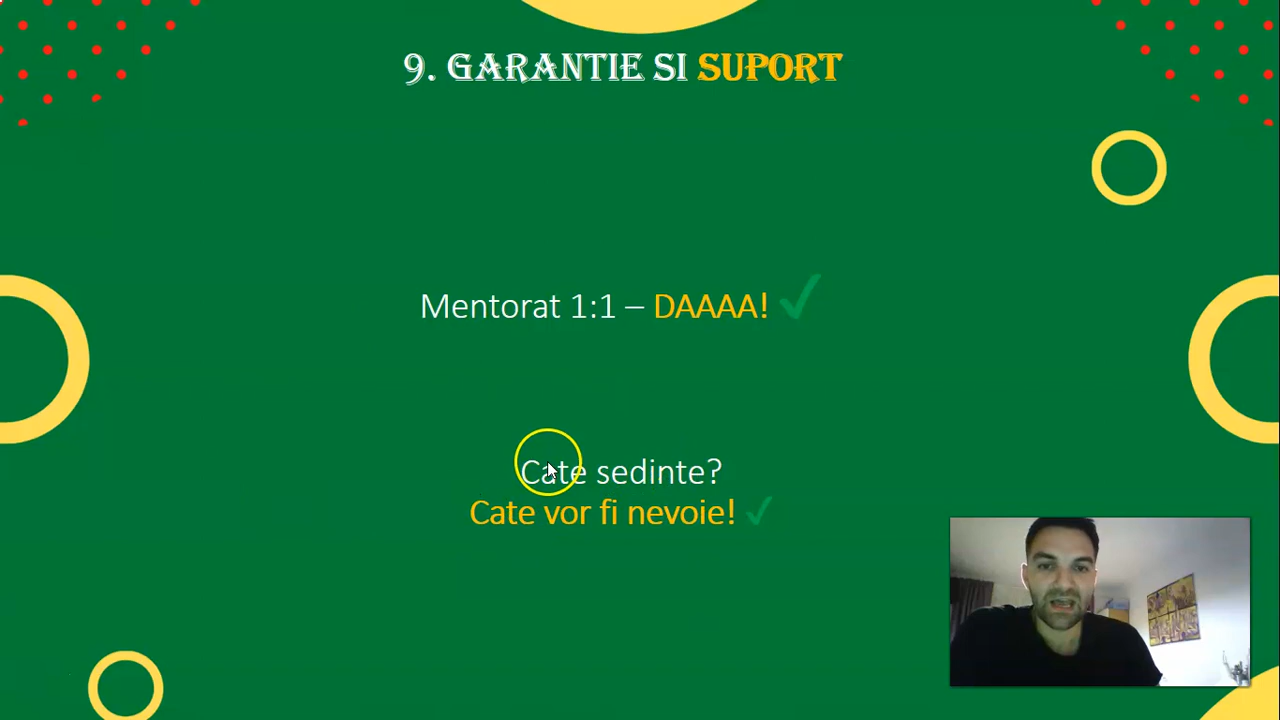 9. GARANTIE SI SUPORT
Mentorat 1:1 – DAAAA!
Cate sedinte?
Cate vor fi nevoie!